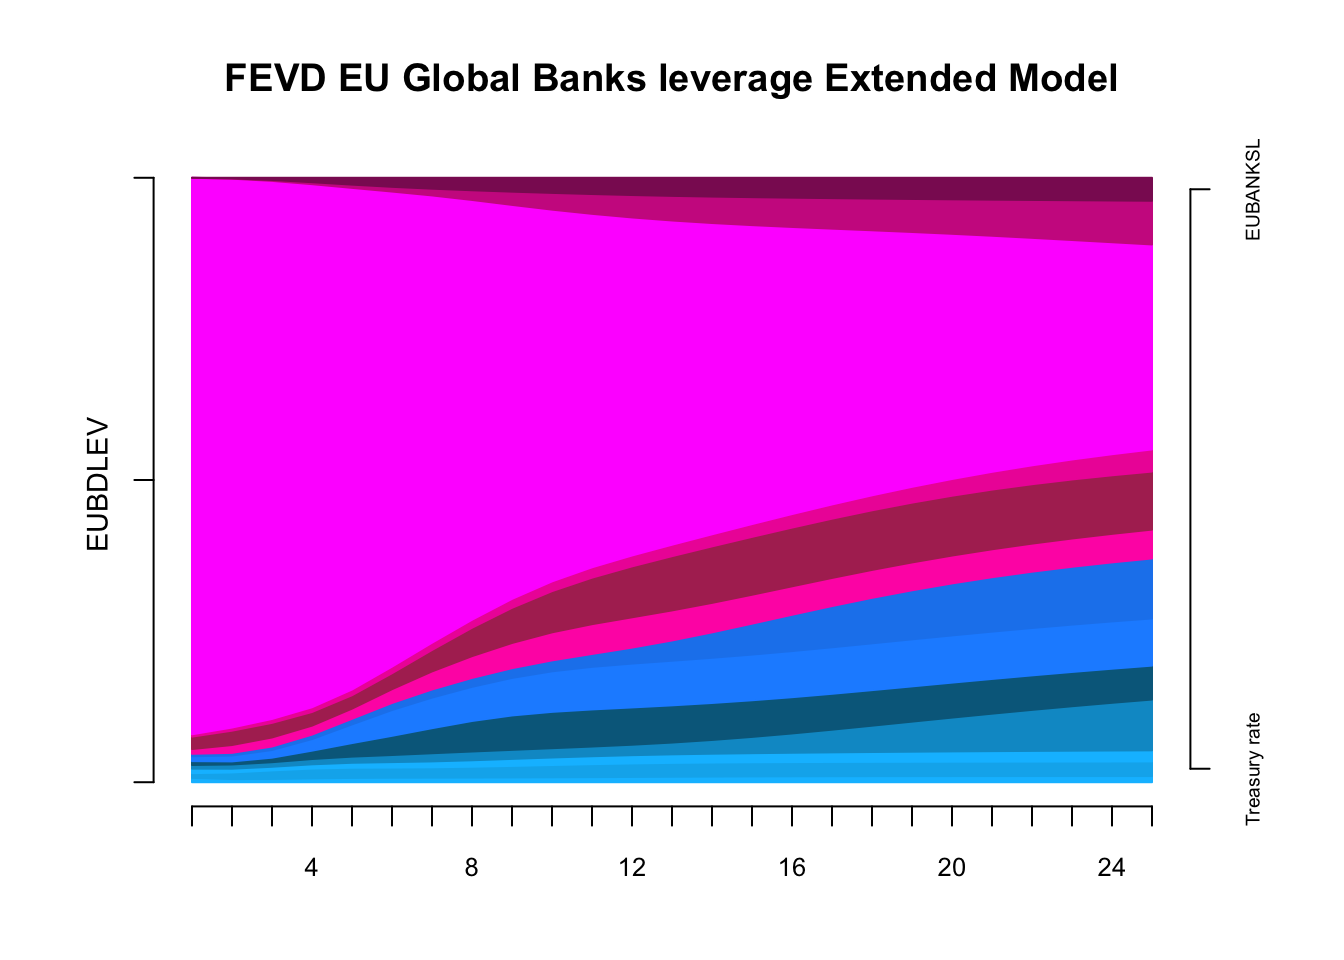 FEVD EU Global Banks leverage Extended Model
EUBDLEV
EUBANKSL
Treasury rate
4 8 12 16 20 24